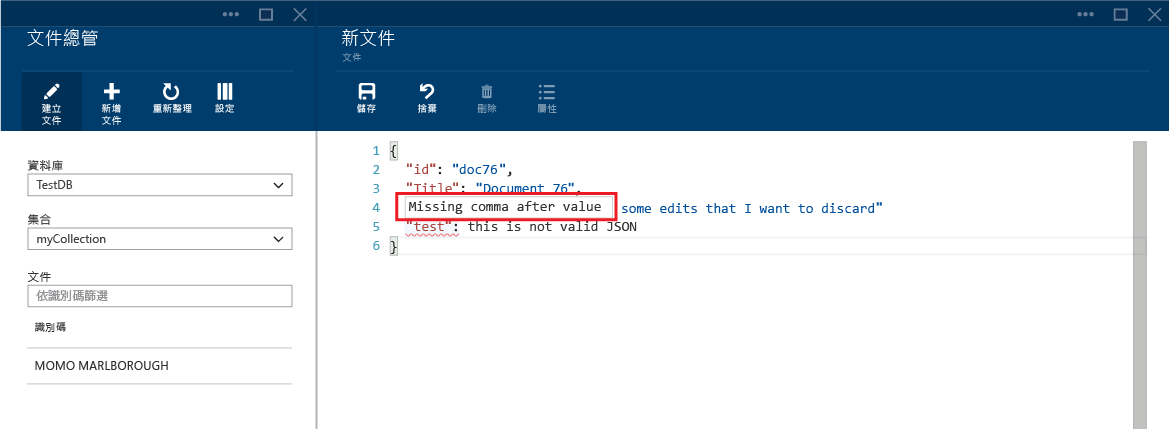 文件總管
建立
文件
新增
文件
重新整理
設定
資料庫
TestDB
集合
myCollection
文件
依識別碼篩選
識別碼
MOMO MARLBOROUGH
新文件
文件
儲存
捨棄
刪除
屬性
1 {
2 "id": "doc76",
3 "Title": "Document 76",
4 Missing comma after value some edits that I want to discard"
5 "test": this is not valid JSON
6 }